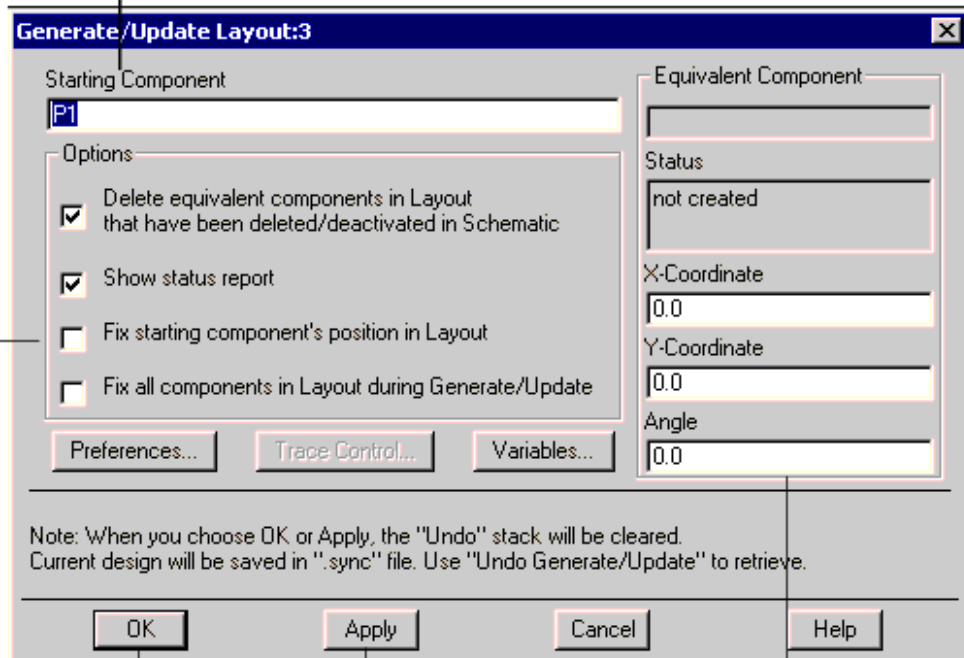 Generate/Update Layout:3
Starting Component
P1
Options
Delete equivalent components in Layout
that have been deleted/deactivated in Schematic
Show status report
Fix starting component's position in Layout
Fix all components in Layout during Generate/Update
Preferences...
Trace Control...
Variables...
Equivalent Component
Status
not created
X-Coordinate
0.0
Y-Coordinate
0.0
Angle
0.0
Note: When you choose OK or Apply, the "Undo" stack will be cleared.
Current design will be saved in ".sync" file. Use "Undo Generate/Update" to retrieve.
OK
Apply
Cancel
Help